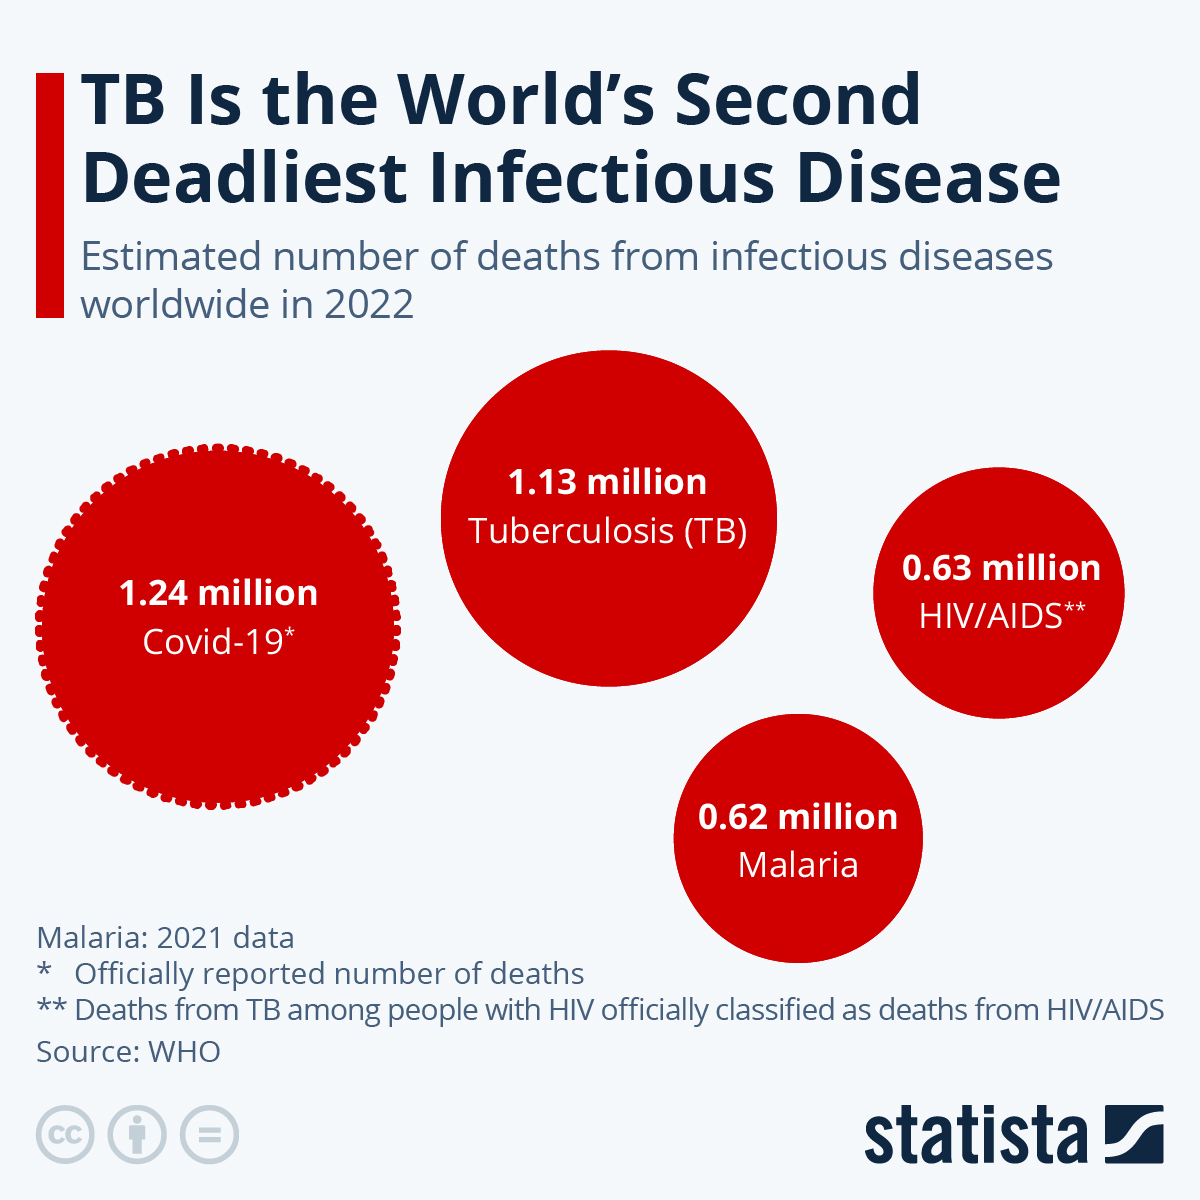 TB Is the World’s Second
Deadliest Infectious Disease
Estimated number of deaths from infectious diseases
worldwide in 2022
1.24 million
Covid-19*
1.13 million
Tuberculosis (TB)
0.63 million
HIV/AIDS**
0.62 million
Malaria
Malaria: 2021 data
* Officially reported number of deaths
** Deaths from TB among people with HIV officially classified as deaths from HIV/AIDS
Source: WHO
cc
statista